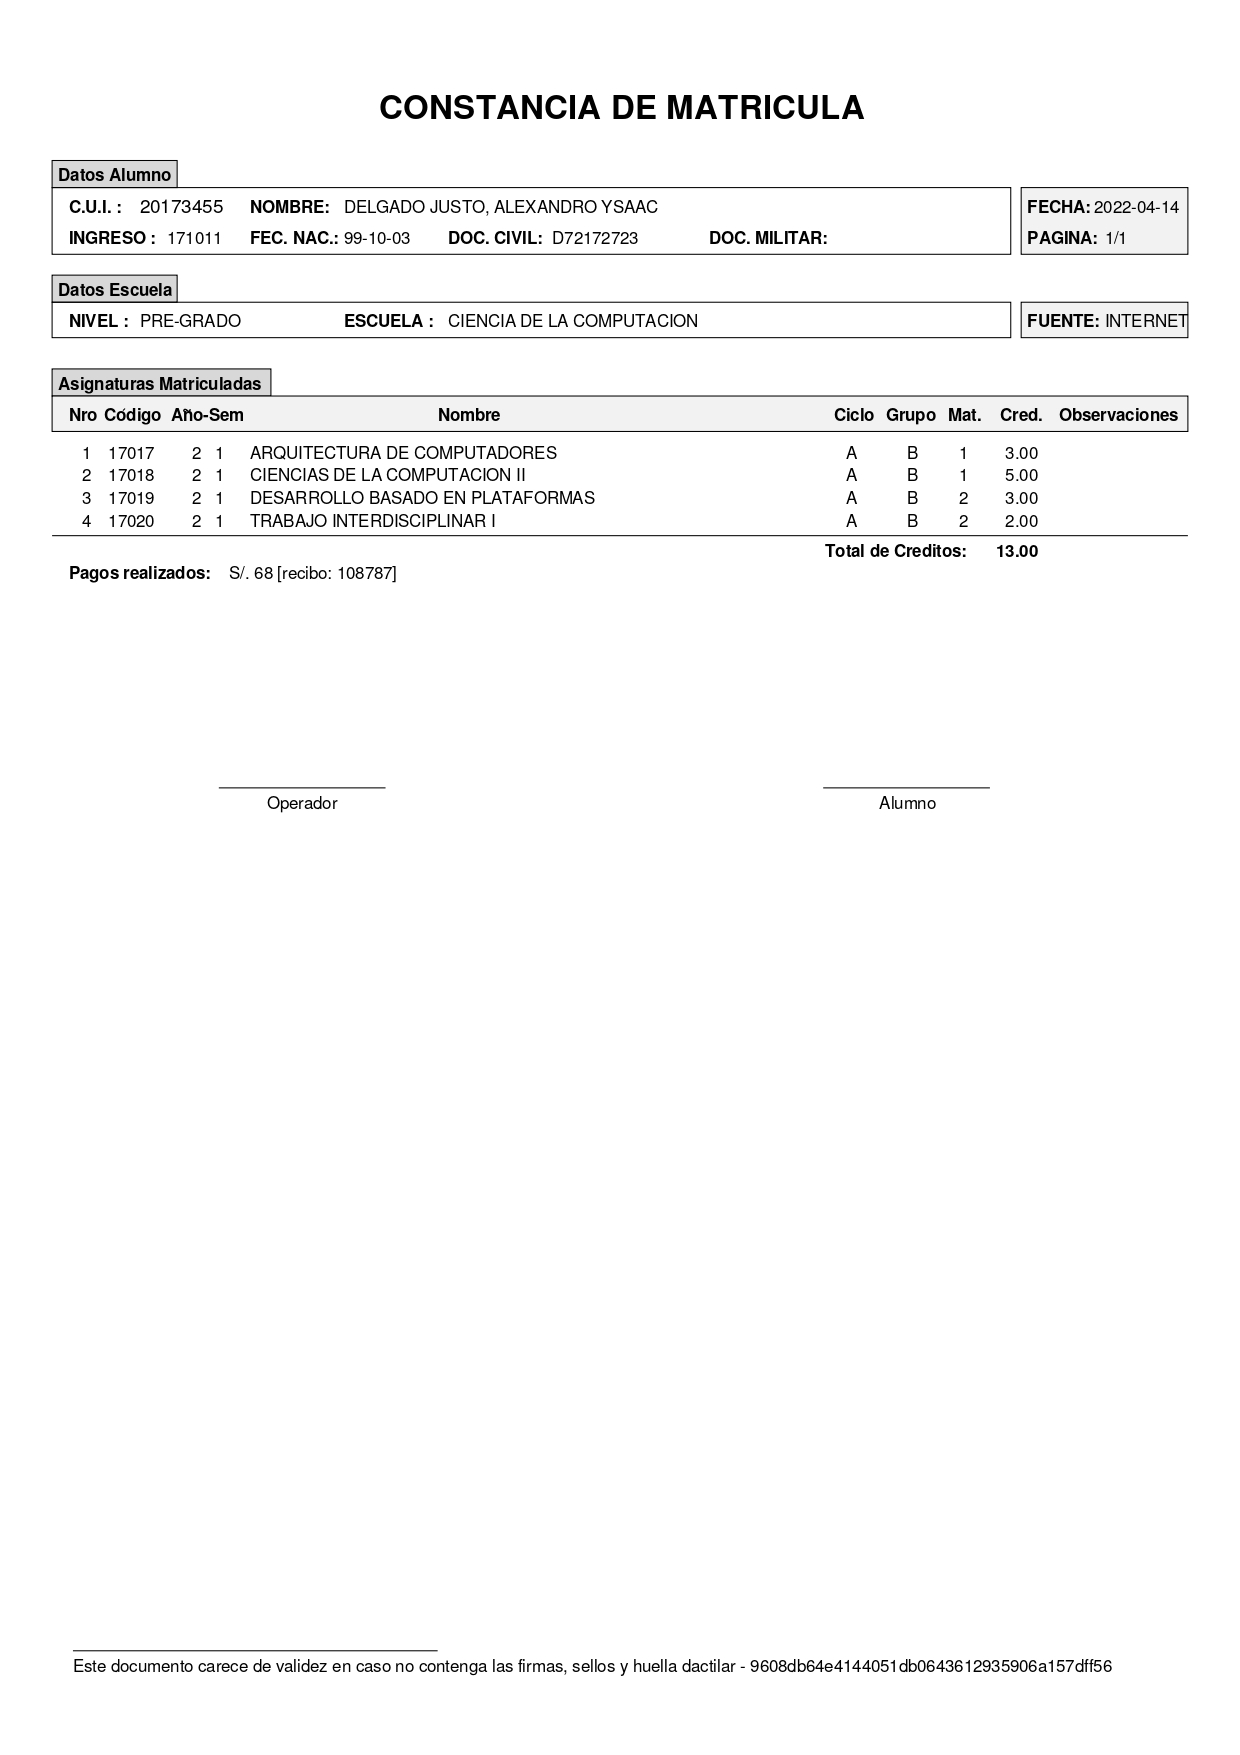 CONSTANCIA DE MATRICULA
Datos Alumno
C.U.I. : 20173455 NOMBRE: DELGADO JUSTO, ALEXANDRO YSAAC FECHA: 2022-04-14
INGRESO : 171011 FEC. NAC.: 99-10-03 DOC. CIVIL: D72172723 DOC. MILITAR: PAGINA: 1/1
Datos Escuela
NIVEL : PRE-GRADO ESCUELA : CIENCIA DE LA COMPUTACION FUENTE: INTERNET
Asignaturas Matriculadas
Nro Código Año-Sem Nombre Ciclo Grupo Mat. Cred. Observaciones
1 17017 2 1 ARQUITECTURA DE COMPUTADORES A B 1 3.00
2 17018 2 1 CIENCIAS DE LA COMPUTACION II A B 1 5.00
3 17019 2 1 DESARROLLO BASADO EN PLATAFORMAS A B 2 3.00
4 17020 2 1 TRABAJO INTERDISCIPLINAR I A B 2 2.00
Total de Creditos: 13.00
Pagos realizados: S/. 68 [recibo: 108787]
Operador Alumno
Este documento carece de validez en caso no contenga las firmas, sellos y huella dactilar - 9608db64e4144051db0643612935906a157dff56